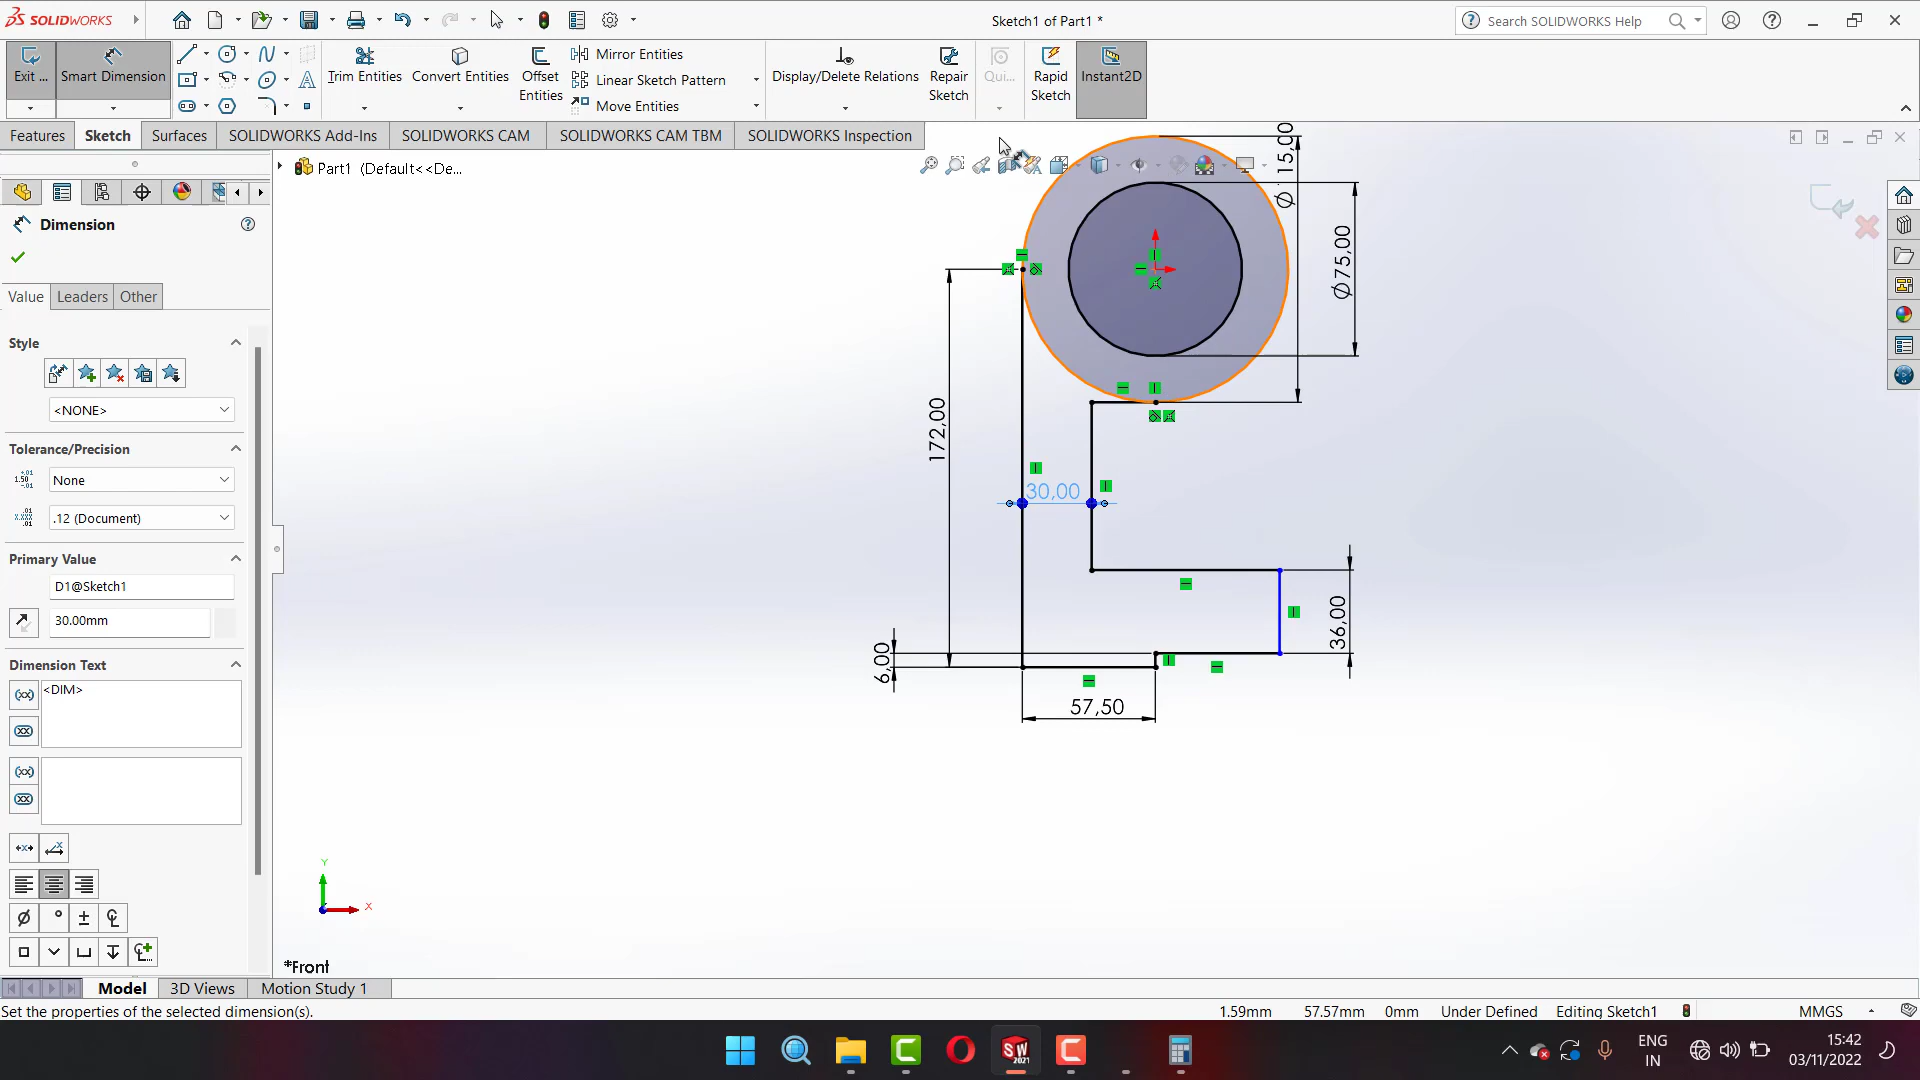 SOLIDWORKS
Sketch1 of Part1 *
Search SOLIDWORKS Help
Exit ...
Smart Dimension
Trim Entities
Convert Entities
Offset Entities
Mirror Entities
Linear Sketch Pattern
Move Entities
Display/Delete Relations
Repair Sketch
Qui...
Rapid Sketch
Instant2D
Features
Sketch
Surfaces
SOLIDWORKS Add-Ins
SOLIDWORKS CAM
SOLIDWORKS CAM TBM
SOLIDWORKS Inspection
Part1 (Default<<De...
Dimension
Value
Leaders
Other
Style
<NONE>
Tolerance/Precision
None
.12 (Document)
Primary Value
D1@Sketch1
30.00mm
Dimension Text
<DIM>
Ø115,00
Ø75,00
172,00
30,00
36,00
6,00
57,50
Y
X
*Front
Model
3D Views
Motion Study 1
Set the properties of the selected dimension(s).
1.59mm
57.57mm
0mm
Under Defined
Editing Sketch1
MMGS
SW
2021
ENG
IN
15:42
03/11/2022